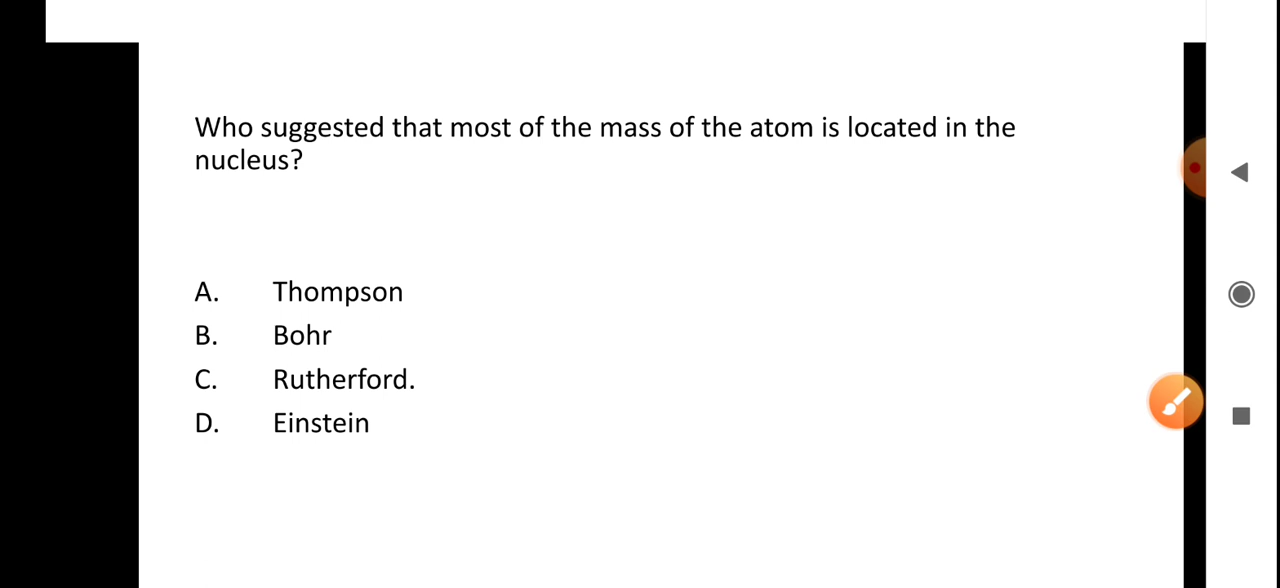 Who suggested that most of the mass of the atom is located in the
nucleus?
A. Thompson
B. Bohr
C. Rutherford.
D. Einstein